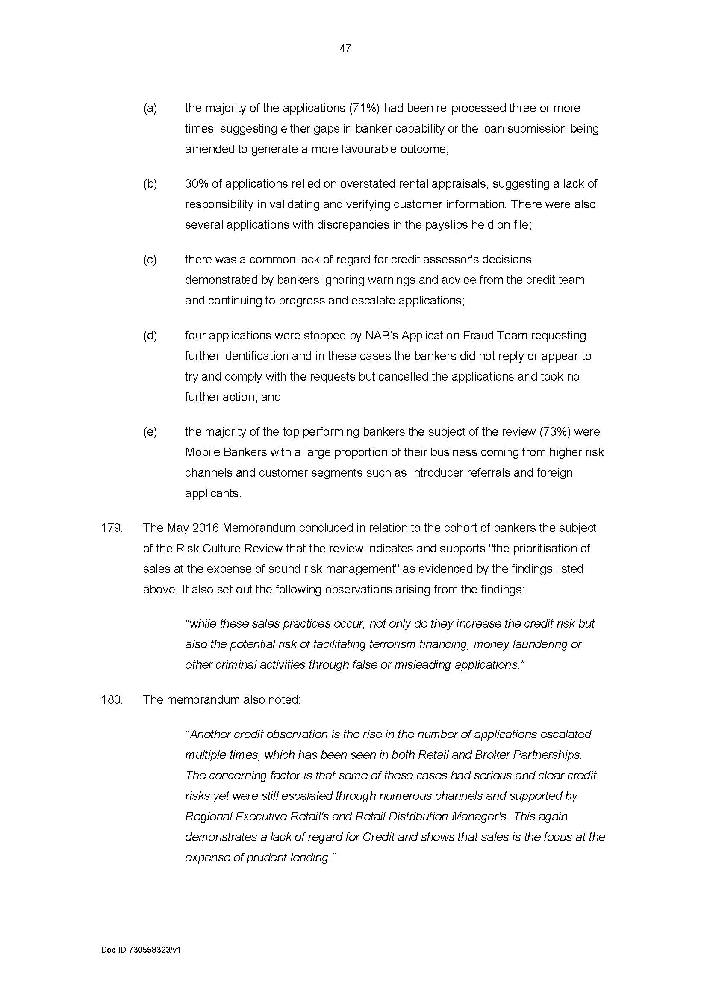 47
(a) the majority of the applications (71%) had been re-processed three or more
times, suggesting either gaps in banker capability or the loan submission being
amended to generate a more favourable outcome;
(b) 30% of applications relied on overstated rental appraisals, suggesting a lack of
responsibility in validating and verifying customer information. There were also
several applications with discrepancies in the payslips held on file;
(c) there was a common lack of regard for credit assessor's decisions,
demonstrated by bankers ignoring warnings and advice from the credit team
and continuing to progress and escalate applications;
(d) four applications were stopped by NAB’s Application Fraud Team requesting
further identification and in these cases the bankers did not reply or appear to
try and comply with the requests but cancelled the applications and took no
further action; and
(e) the majority of the top performing bankers the subject of the review (73%) were
Mobile Bankers with a large proportion of their business coming from higher risk
channels and customer segments such as Introducer referrals and foreign
applicants.
179. The May 2016 Memorandum concluded in relation to the cohort of bankers the subject
of the Risk Culture Review that the review indicates and supports "the prioritisation of
sales at the expense of sound risk management" as evidenced by the findings listed
above. It also set out the following observations arising from the findings:
“while these sales practices occur, not only do they increase the credit risk but
also the potential risk of facilitating terrorism financing, money laundering or
other criminal activities through false or misleading applications.”
180. The memorandum also noted:
“Another credit observation is the rise in the number of applications escalated
multiple times, which has been seen in both Retail and Broker Partnerships.
The concerning factor is that some of these cases had serious and clear credit
risks yet were still escalated through numerous channels and supported by
Regional Executive Retail's and Retail Distribution Manager's. This again
demonstrates a lack of regard for Credit and shows that sales is the focus at the
expense of prudent lending.”
Doc ID 730558323/v1